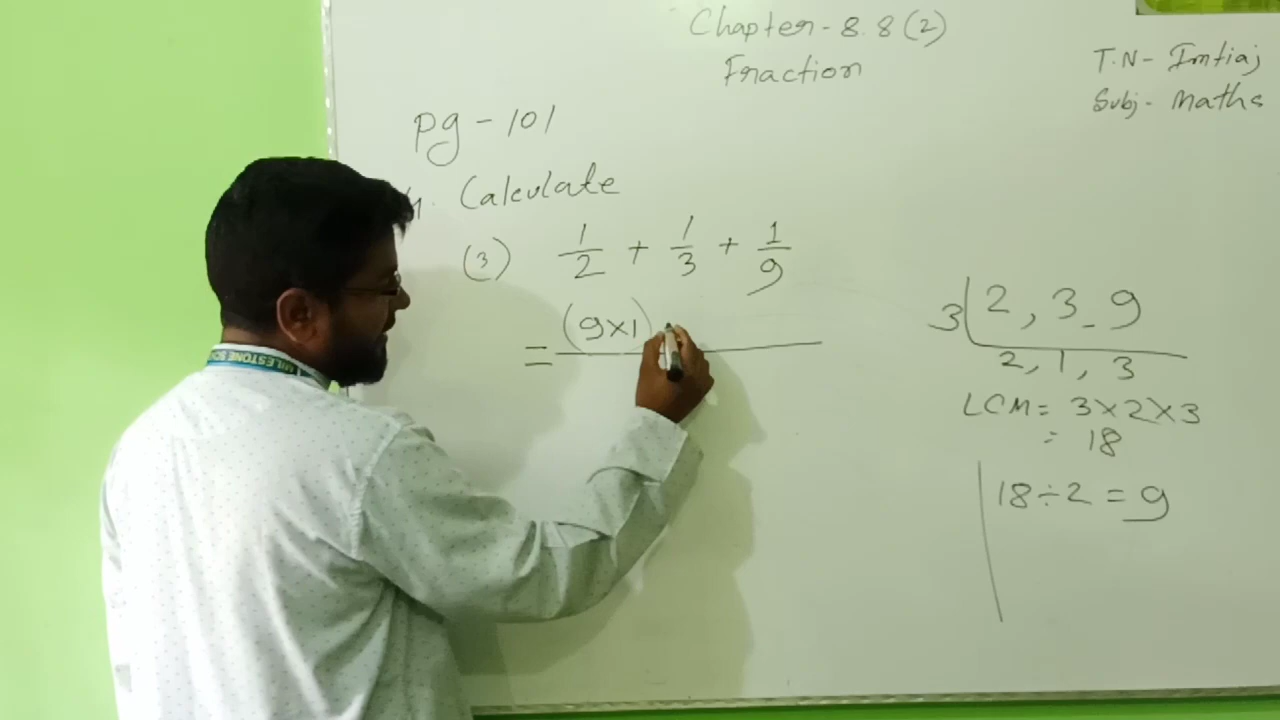 Chapter - 8.8 (2)
Fraction
T.N - Imtiaj
Subj - Maths
pg - 101
Calculate
(3) 1/2 + 1/3 + 1/9
= (9×1)
3 | 2, 3, 9
2, 1, 3
LCM = 3×2×3
= 18
18 ÷ 2 = 9
MILESTONE